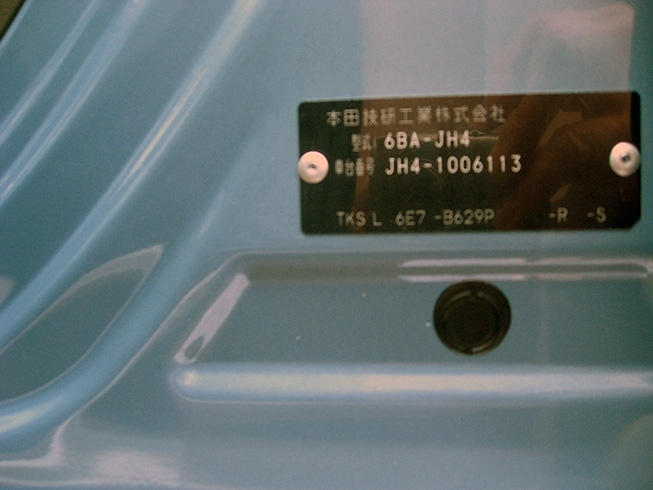 本田技研工業株式会社
型式 6BA-JH4
車台番号 JH4-1006113
TKS L 6E7 -B629P -R -S